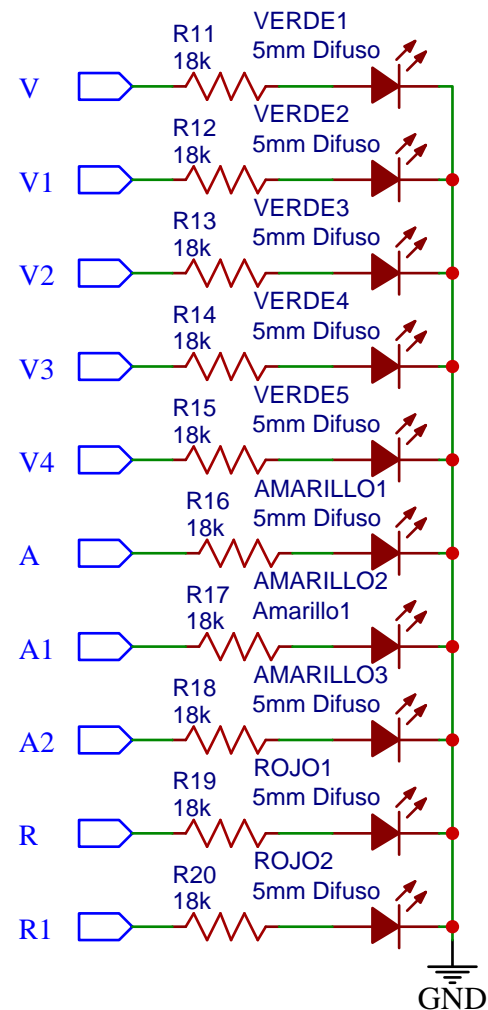 VERDE1
R11
5mm Difuso
18k
V
VERDE2
R12
5mm Difuso
18k
V1
VERDE3
R13
5mm Difuso
18k
V2
VERDE4
R14
5mm Difuso
18k
V3
VERDE5
R15
5mm Difuso
18k
V4
AMARILLO1
R16
5mm Difuso
18k
A
AMARILLO2
R17
Amarillo1
18k
A1
AMARILLO3
R18
5mm Difuso
18k
A2
ROJO1
R19
5mm Difuso
18k
R
ROJO2
R20
5mm Difuso
18k
R1
GND